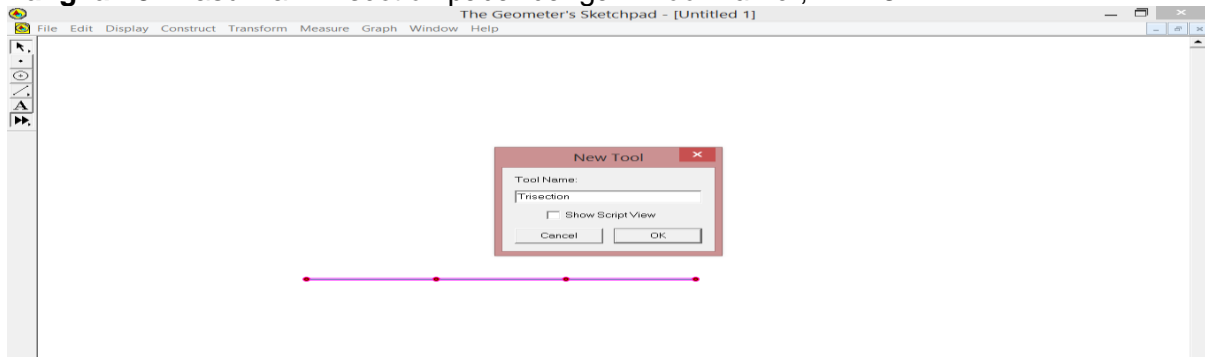 The Geometer's Sketchpad - [Untitled 1]
File Edit Display Construct Transform Measure Graph Window Help
A
New Tool
Tool Name:
Trisection
Show Script View
Cancel OK